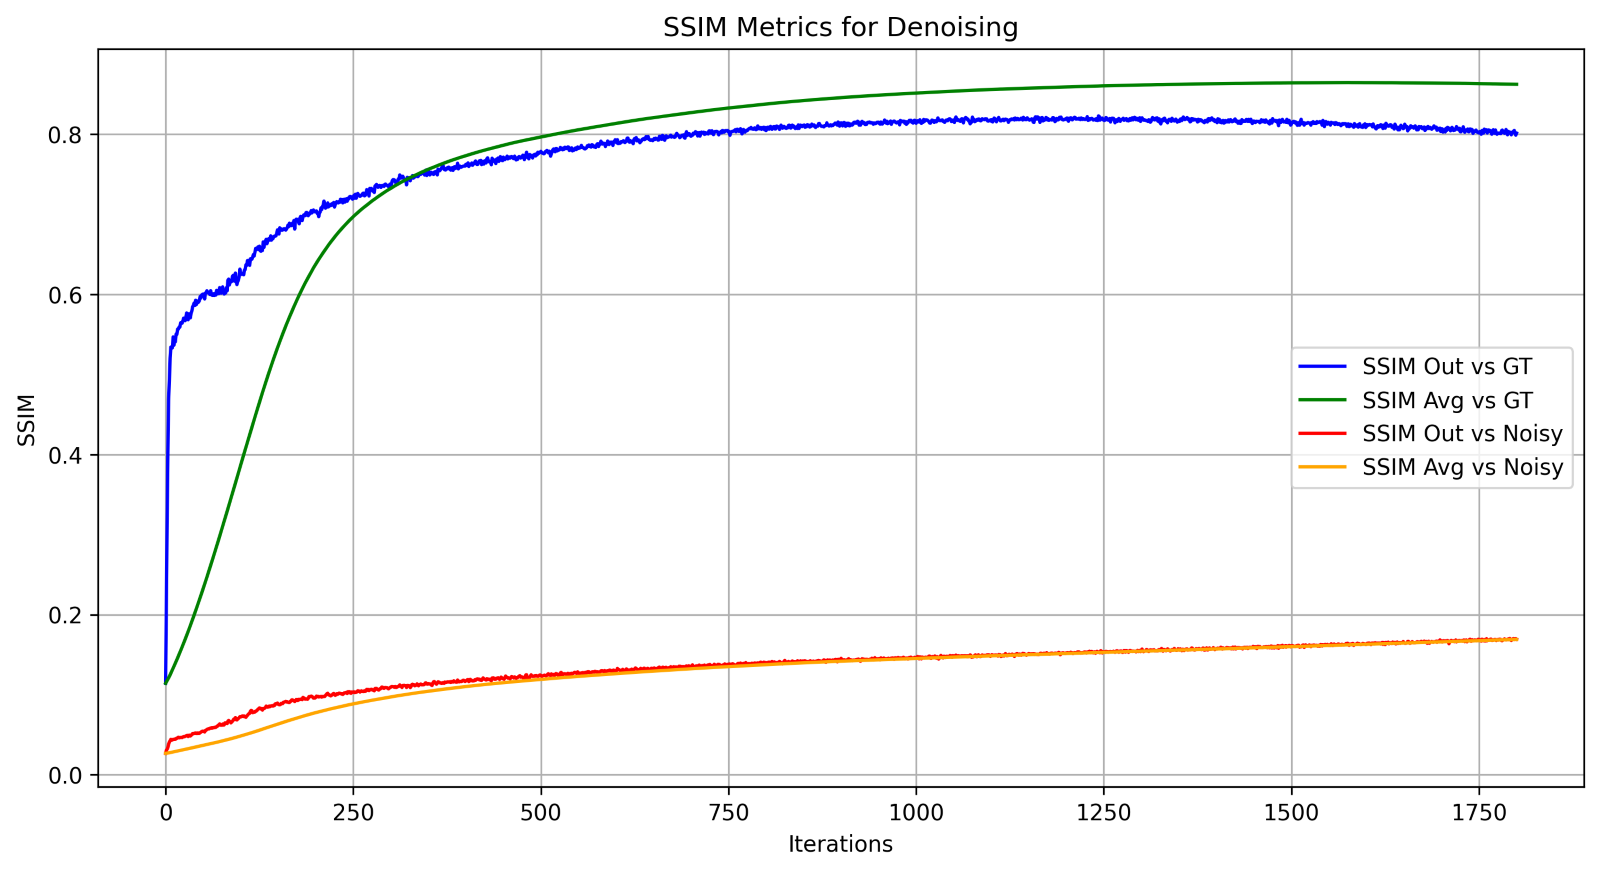 SSIM Metrics for Denoising
SSIM
0.8
0.6
0.4
0.2
0.0
SSIM Out vs GT
SSIM Avg vs GT
SSIM Out vs Noisy
SSIM Avg vs Noisy
0 250 500 750 1000 1250 1500 1750
Iterations